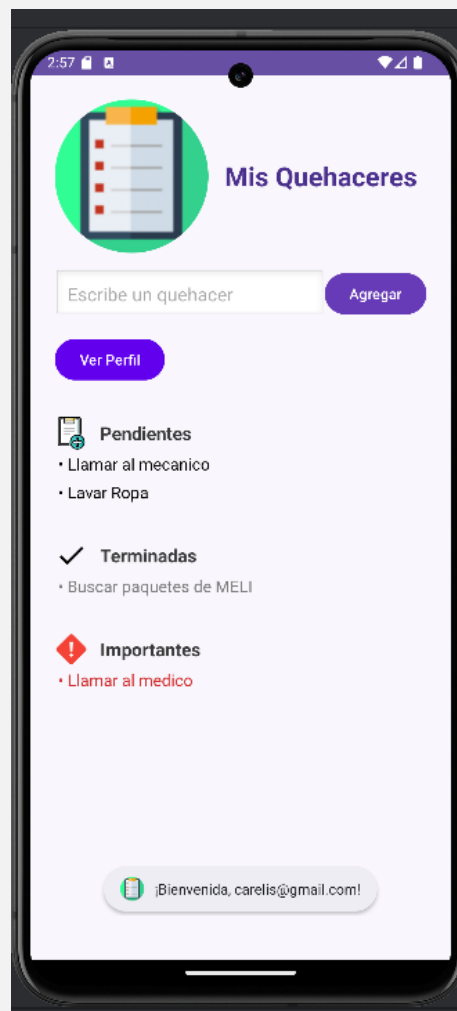 2:57
Mis Quehaceres
Escribe un quehacer
Agregar
Ver Perfil
Pendientes
• Llamar al mecanico
• Lavar Ropa
Terminadas
• Buscar paquetes de MELI
Importantes
• Llamar al medico
¡Bienvenida, carelis@gmail.com!